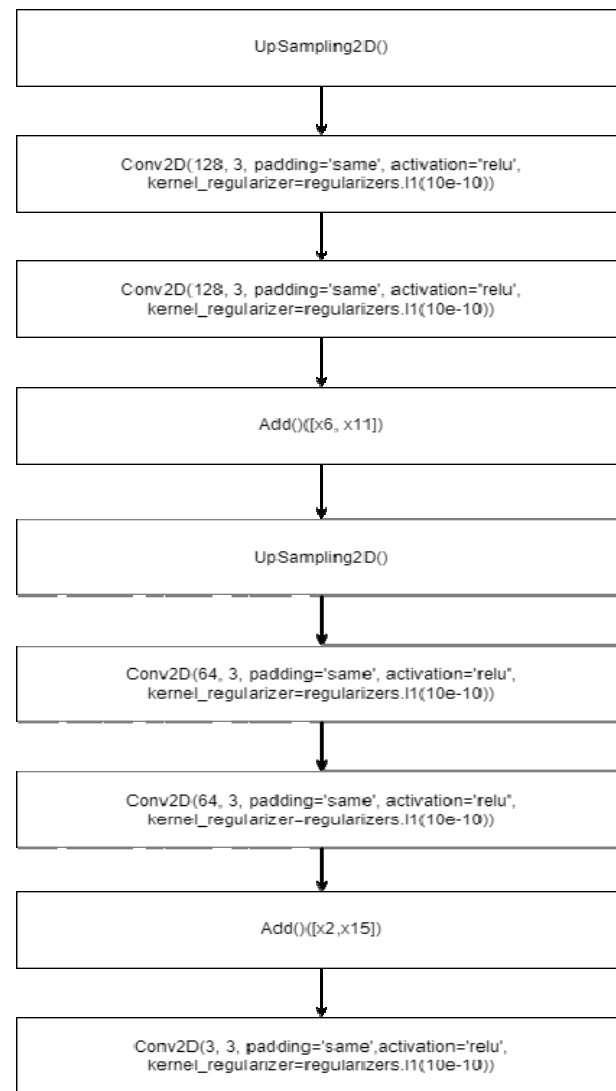 UpSampling2D()
Conv2D(128, 3, padding='same', activation='relu',
kernel_regularizer=regularizers.l1(10e-10))
Conv2D(128, 3, padding='same', activation='relu',
kernel_regularizer=regularizers.l1(10e-10))
Add()([x6, x11])
UpSampling2D()
Conv2D(64, 3, padding='same', activation='relu',
kernel_regularizer=regularizers.l1(10e-10))
Conv2D(64, 3, padding='same', activation='relu',
kernel_regularizer=regularizers.l1(10e-10))
Add()([x2,x15])
Conv2D(3, 3, padding='same',activation='relu',
kernel_regularizer=regularizers.l1(10e-10))